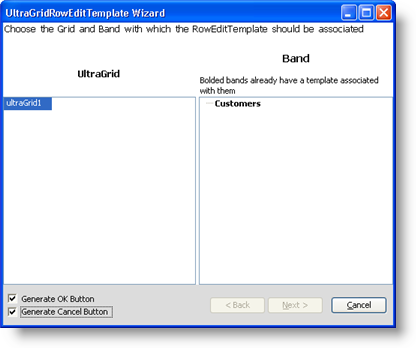 UltraGridRowEditTemplate Wizard
Choose the Grid and Band with which the RowEditTemplate should be associated
UltraGrid
Band
Bolded bands already have a template associated
with them
ultraGrid1
Customers
Generate OK Button
Generate Cancel Button
< Back
Next >
Cancel